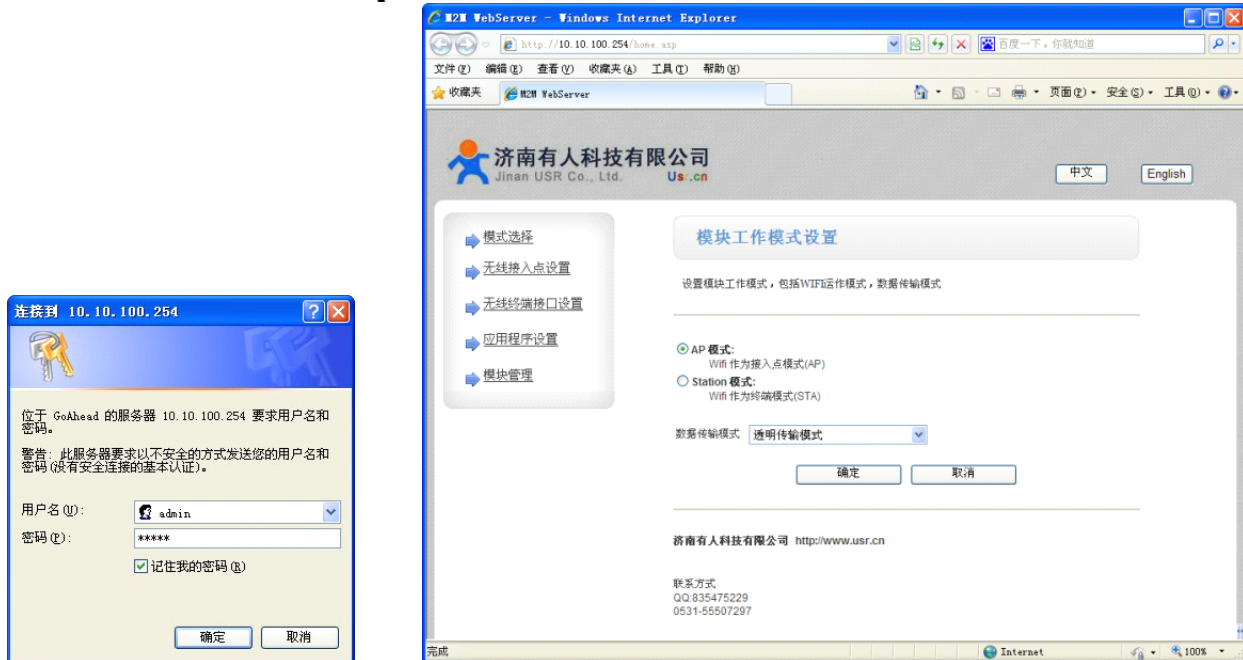 连接到 10.10.100.254
位于 GoAhead 的服务器 10.10.100.254 要求用户名和
密码。
警告: 此服务器要求以不安全的方式发送您的用户名和
密码(没有安全连接的基本认证)。
用户名(U):
admin
密码(P):
*****
记住我的密码(R)
确定
取消
M2M WebServer - Windows Internet Explorer
http://10.10.100.254/home.asp
百度一下，你就知道
文件(F) 编辑(E) 查看(V) 收藏夹(A) 工具(T) 帮助(H)
收藏夹
M2M WebServer
页面(P) 安全(S) 工具(O)
济南有人科技有限公司
Jinan USR Co., Ltd. Usr.cn
中文
English
模式选择
无线接入点设置
无线终端接口设置
应用程序设置
模块管理
模块工作模式设置
设置模块工作模式，包括WIFI运作模式，数据传输模式
AP 模式:
Wifi 作为接入点模式(AP)
Station 模式:
Wifi 作为终端模式(STA)
数据传输模式 透明传输模式
确定
取消
济南有人科技有限公司 http://www.usr.cn
联系方式
QQ:835475229
0531-55507297
完成
Internet
100%